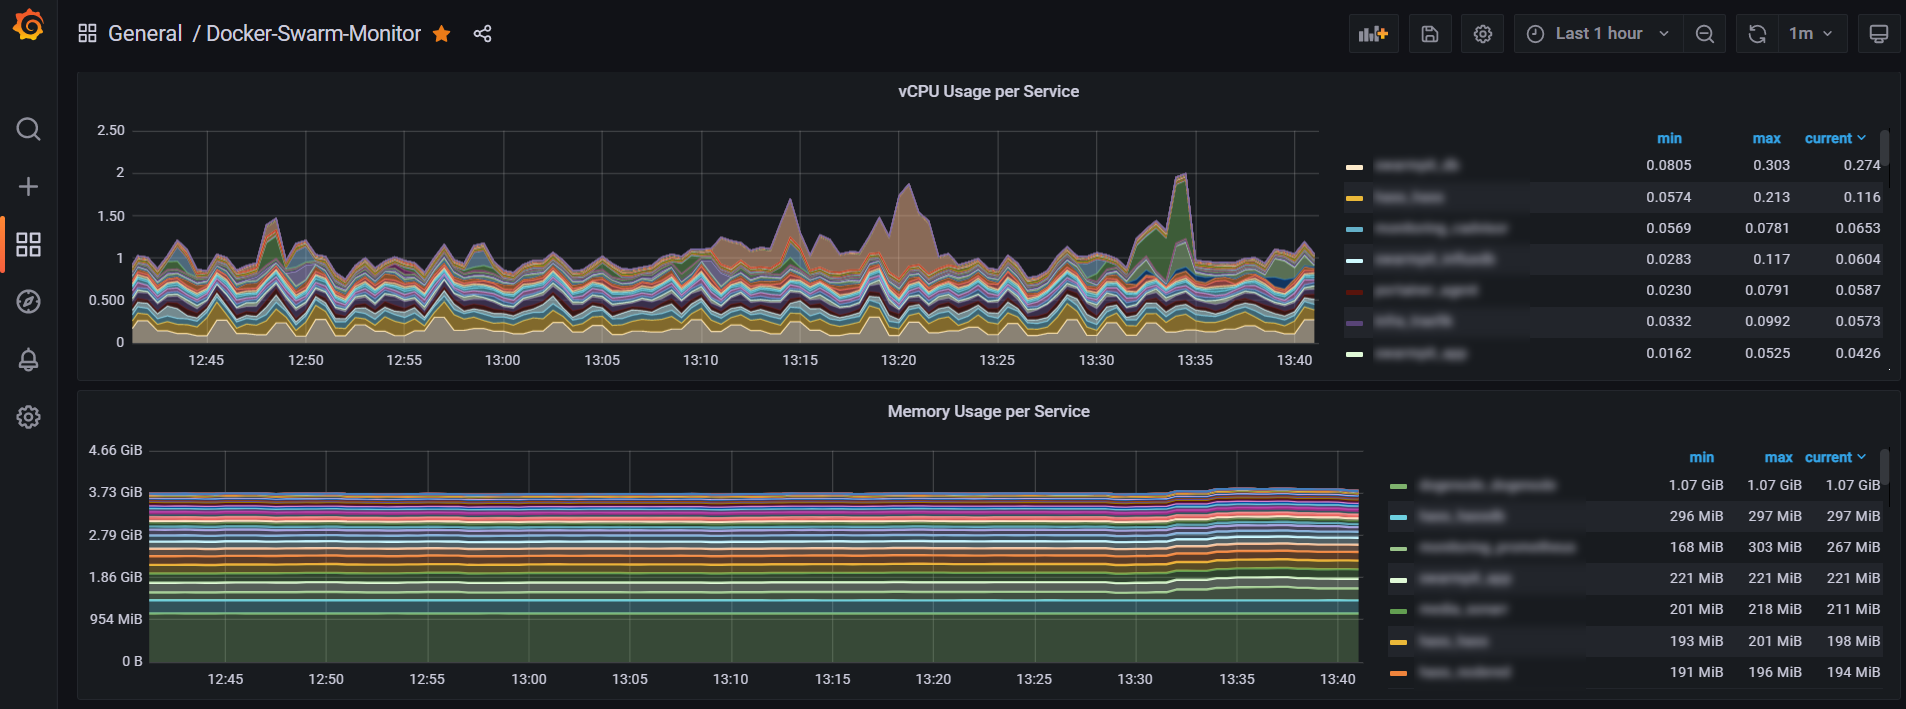 General / Docker-Swarm-Monitor
Last 1 hour
1m
vCPU Usage per Service
2.50
2
1.50
1
0.500
0
12:45 12:50 12:55 13:00 13:05 13:10 13:15 13:20 13:25 13:30 13:35 13:40
min max current
0.0805 0.303 0.274
0.0574 0.213 0.116
0.0569 0.0781 0.0653
0.0283 0.117 0.0604
0.0230 0.0791 0.0587
0.0332 0.0992 0.0573
0.0162 0.0525 0.0426
Memory Usage per Service
4.66 GiB
3.73 GiB
2.79 GiB
1.86 GiB
954 MiB
0 B
12:45 12:50 12:55 13:00 13:05 13:10 13:15 13:20 13:25 13:30 13:35 13:40
min max current
1.07 GiB 1.07 GiB 1.07 GiB
296 MiB 297 MiB 297 MiB
168 MiB 303 MiB 267 MiB
221 MiB 221 MiB 221 MiB
201 MiB 218 MiB 211 MiB
193 MiB 201 MiB 198 MiB
191 MiB 196 MiB 194 MiB